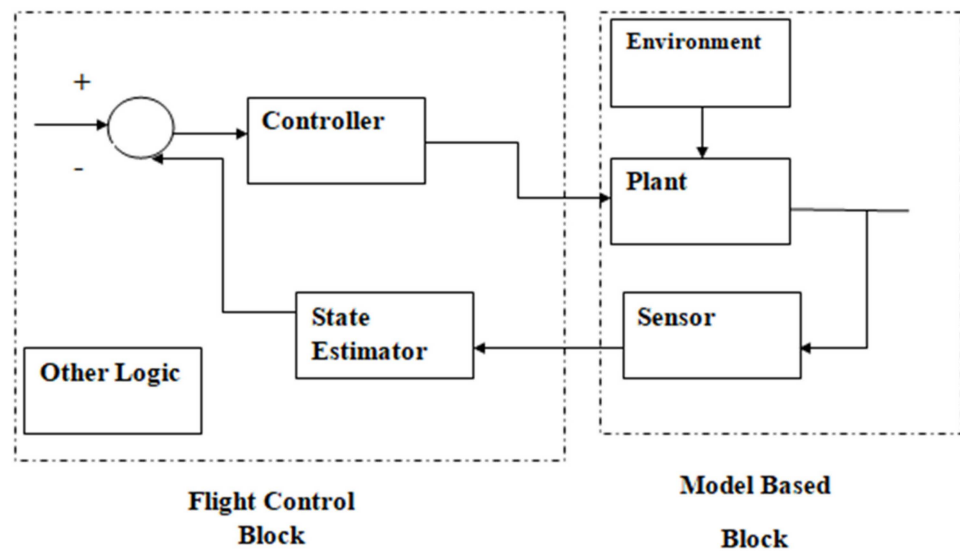 +
-
Controller
State
Estimator
Other Logic
Environment
Plant
Sensor
Flight Control
Block
Model Based
Block